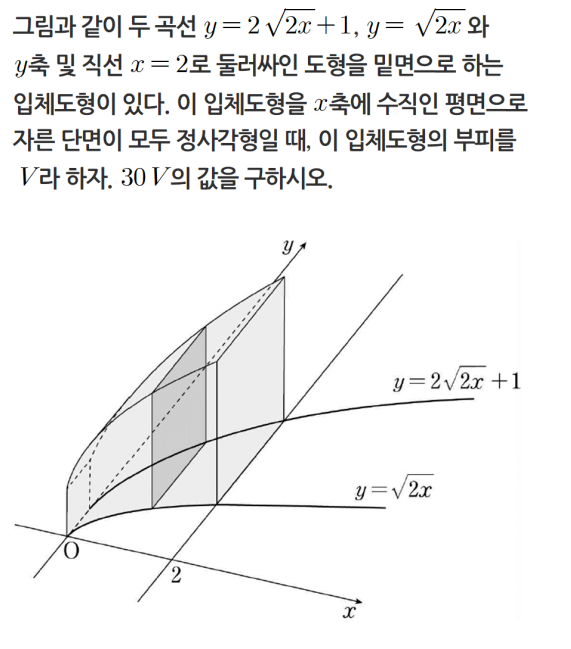 그림과 같이 두 곡선 y=2√(2x)+1, y=√(2x)와
y축 및 직선 x=2로 둘러싸인 도형을 밑면으로 하는
입체도형이 있다. 이 입체도형을 x축에 수직인 평면으로
자른 단면이 모두 정사각형일 때, 이 입체도형의 부피를
V라 하자. 30V의 값을 구하시오.
y
y=2√(2x)+1
y=√(2x)
O
2
x